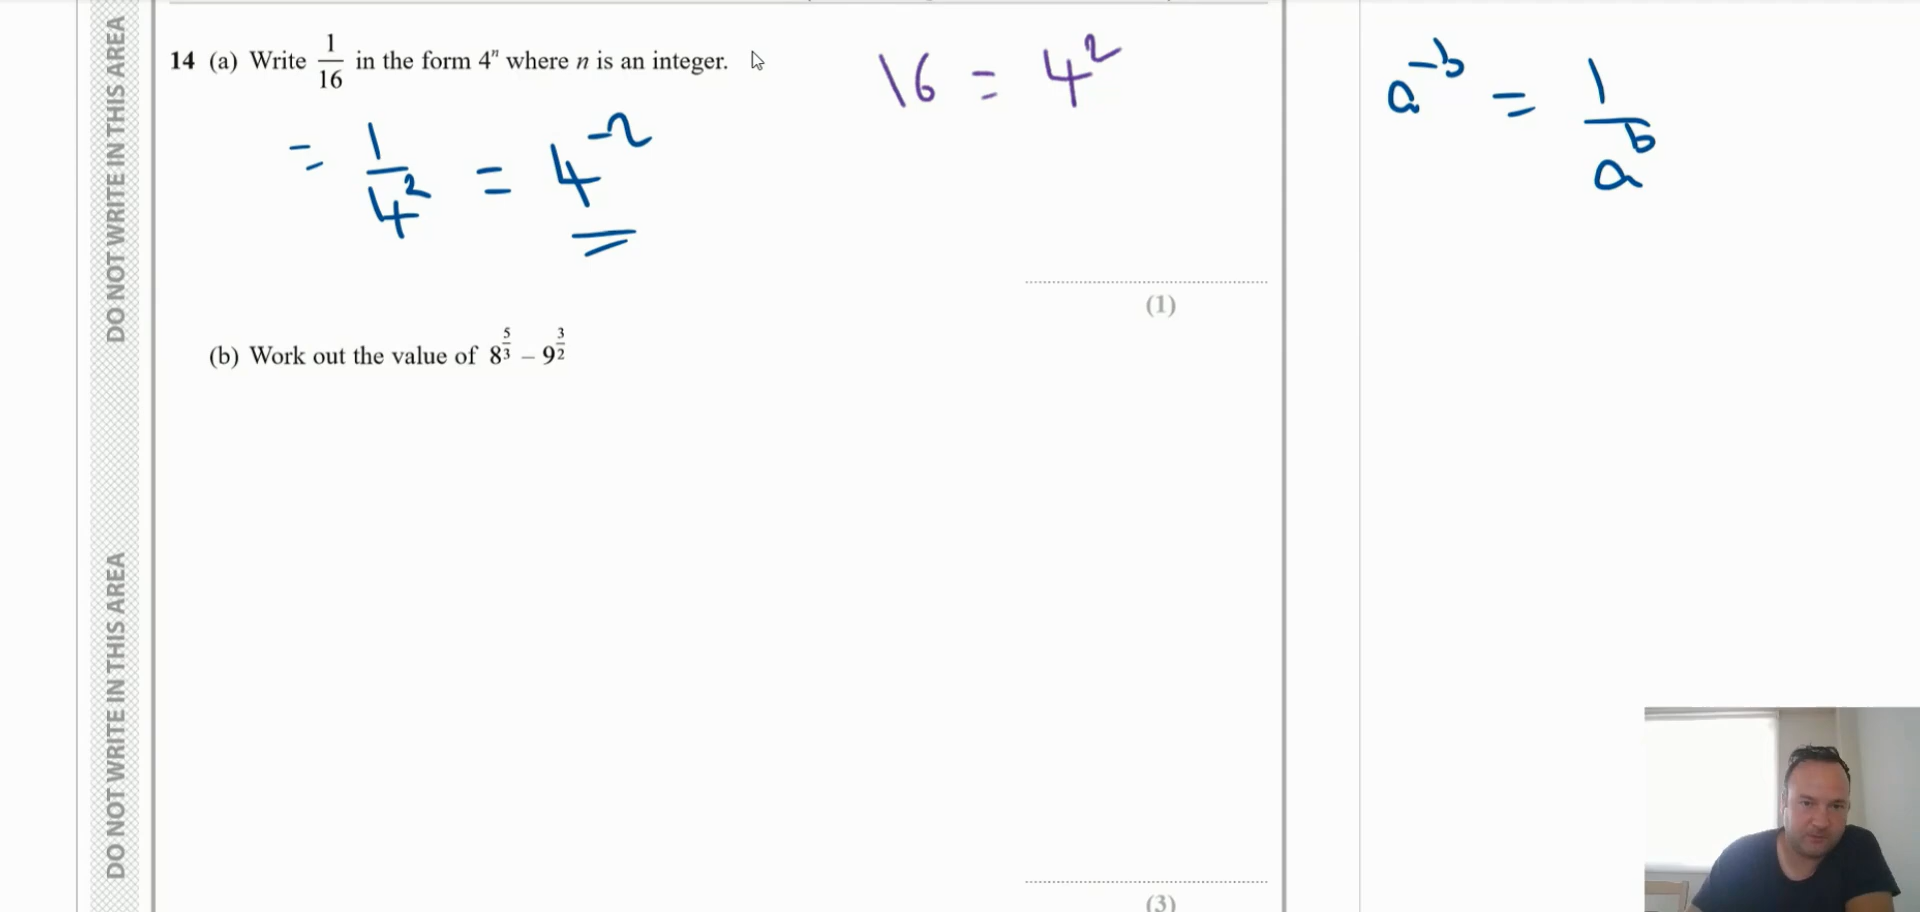 DO NOT WRITE IN THIS AREA
14 (a) Write 1/16 in the form 4ⁿ where n is an integer.
16 = 4²
a⁻ᵇ = 1/aᵇ
= 1/4² = 4⁻²
(1)
(b) Work out the value of 8^(5/3) – 9^(3/2)
DO NOT WRITE IN THIS AREA
(3)